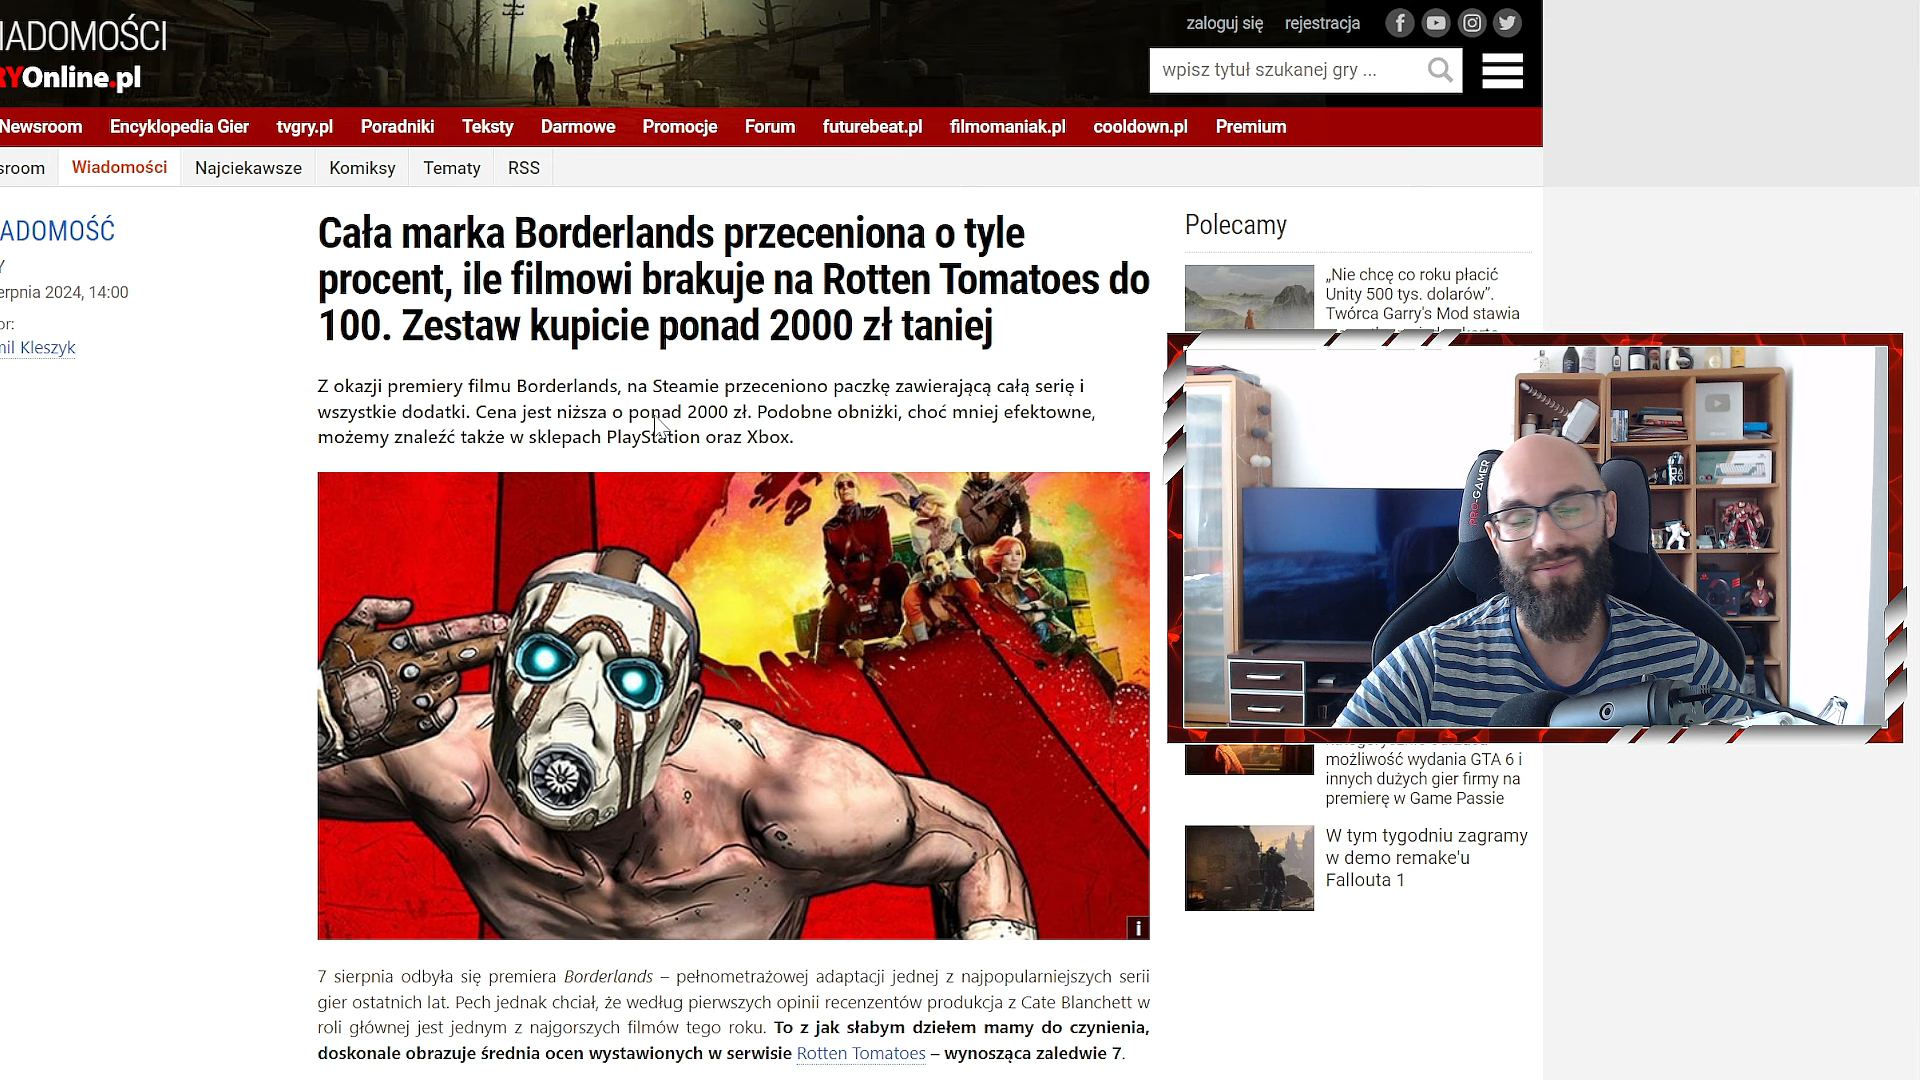 IADOMOŚCI
RYOnline.pl
zaloguj się rejestracja
wpisz tytuł szukanej gry ...
Newsroom Encyklopedia Gier tvgry.pl Poradniki Teksty Darmowe Promocje Forum futurebeat.pl filmomaniak.pl cooldown.pl Premium
sroom Wiadomości Najciekawsze Komiksy Tematy RSS
ADOMOŚĆ
Y
erpnia 2024, 14:00
or:
mil Kleszyk
Cała marka Borderlands przeceniona o tyle
procent, ile filmowi brakuje na Rotten Tomatoes do
100. Zestaw kupicie ponad 2000 zł taniej
Z okazji premiery filmu Borderlands, na Steamie przeceniono paczkę zawierającą całą serię i
wszystkie dodatki. Cena jest niższa o ponad 2000 zł. Podobne obniżki, choć mniej efektowne,
możemy znaleźć także w sklepach PlayStation oraz Xbox.
i
7 sierpnia odbyła się premiera Borderlands – pełnometrażowej adaptacji jednej z najpopularniejszych serii
gier ostatnich lat. Pech jednak chciał, że według pierwszych opinii recenzentów produkcja z Cate Blanchett w
roli głównej jest jednym z najgorszych filmów tego roku. To z jak słabym dziełem mamy do czynienia,
doskonale obrazuje średnia ocen wystawionych w serwisie Rotten Tomatoes – wynosząca zaledwie 7.
Polecamy
„Nie chcę co roku płacić
Unity 500 tys. dolarów”.
Twórca Garry's Mod stawia
PRO-GAMER
możliwość wydania GTA 6 i
innych dużych gier firmy na
premierę w Game Passie
W tym tygodniu zagramy
w demo remake'u
Fallouta 1